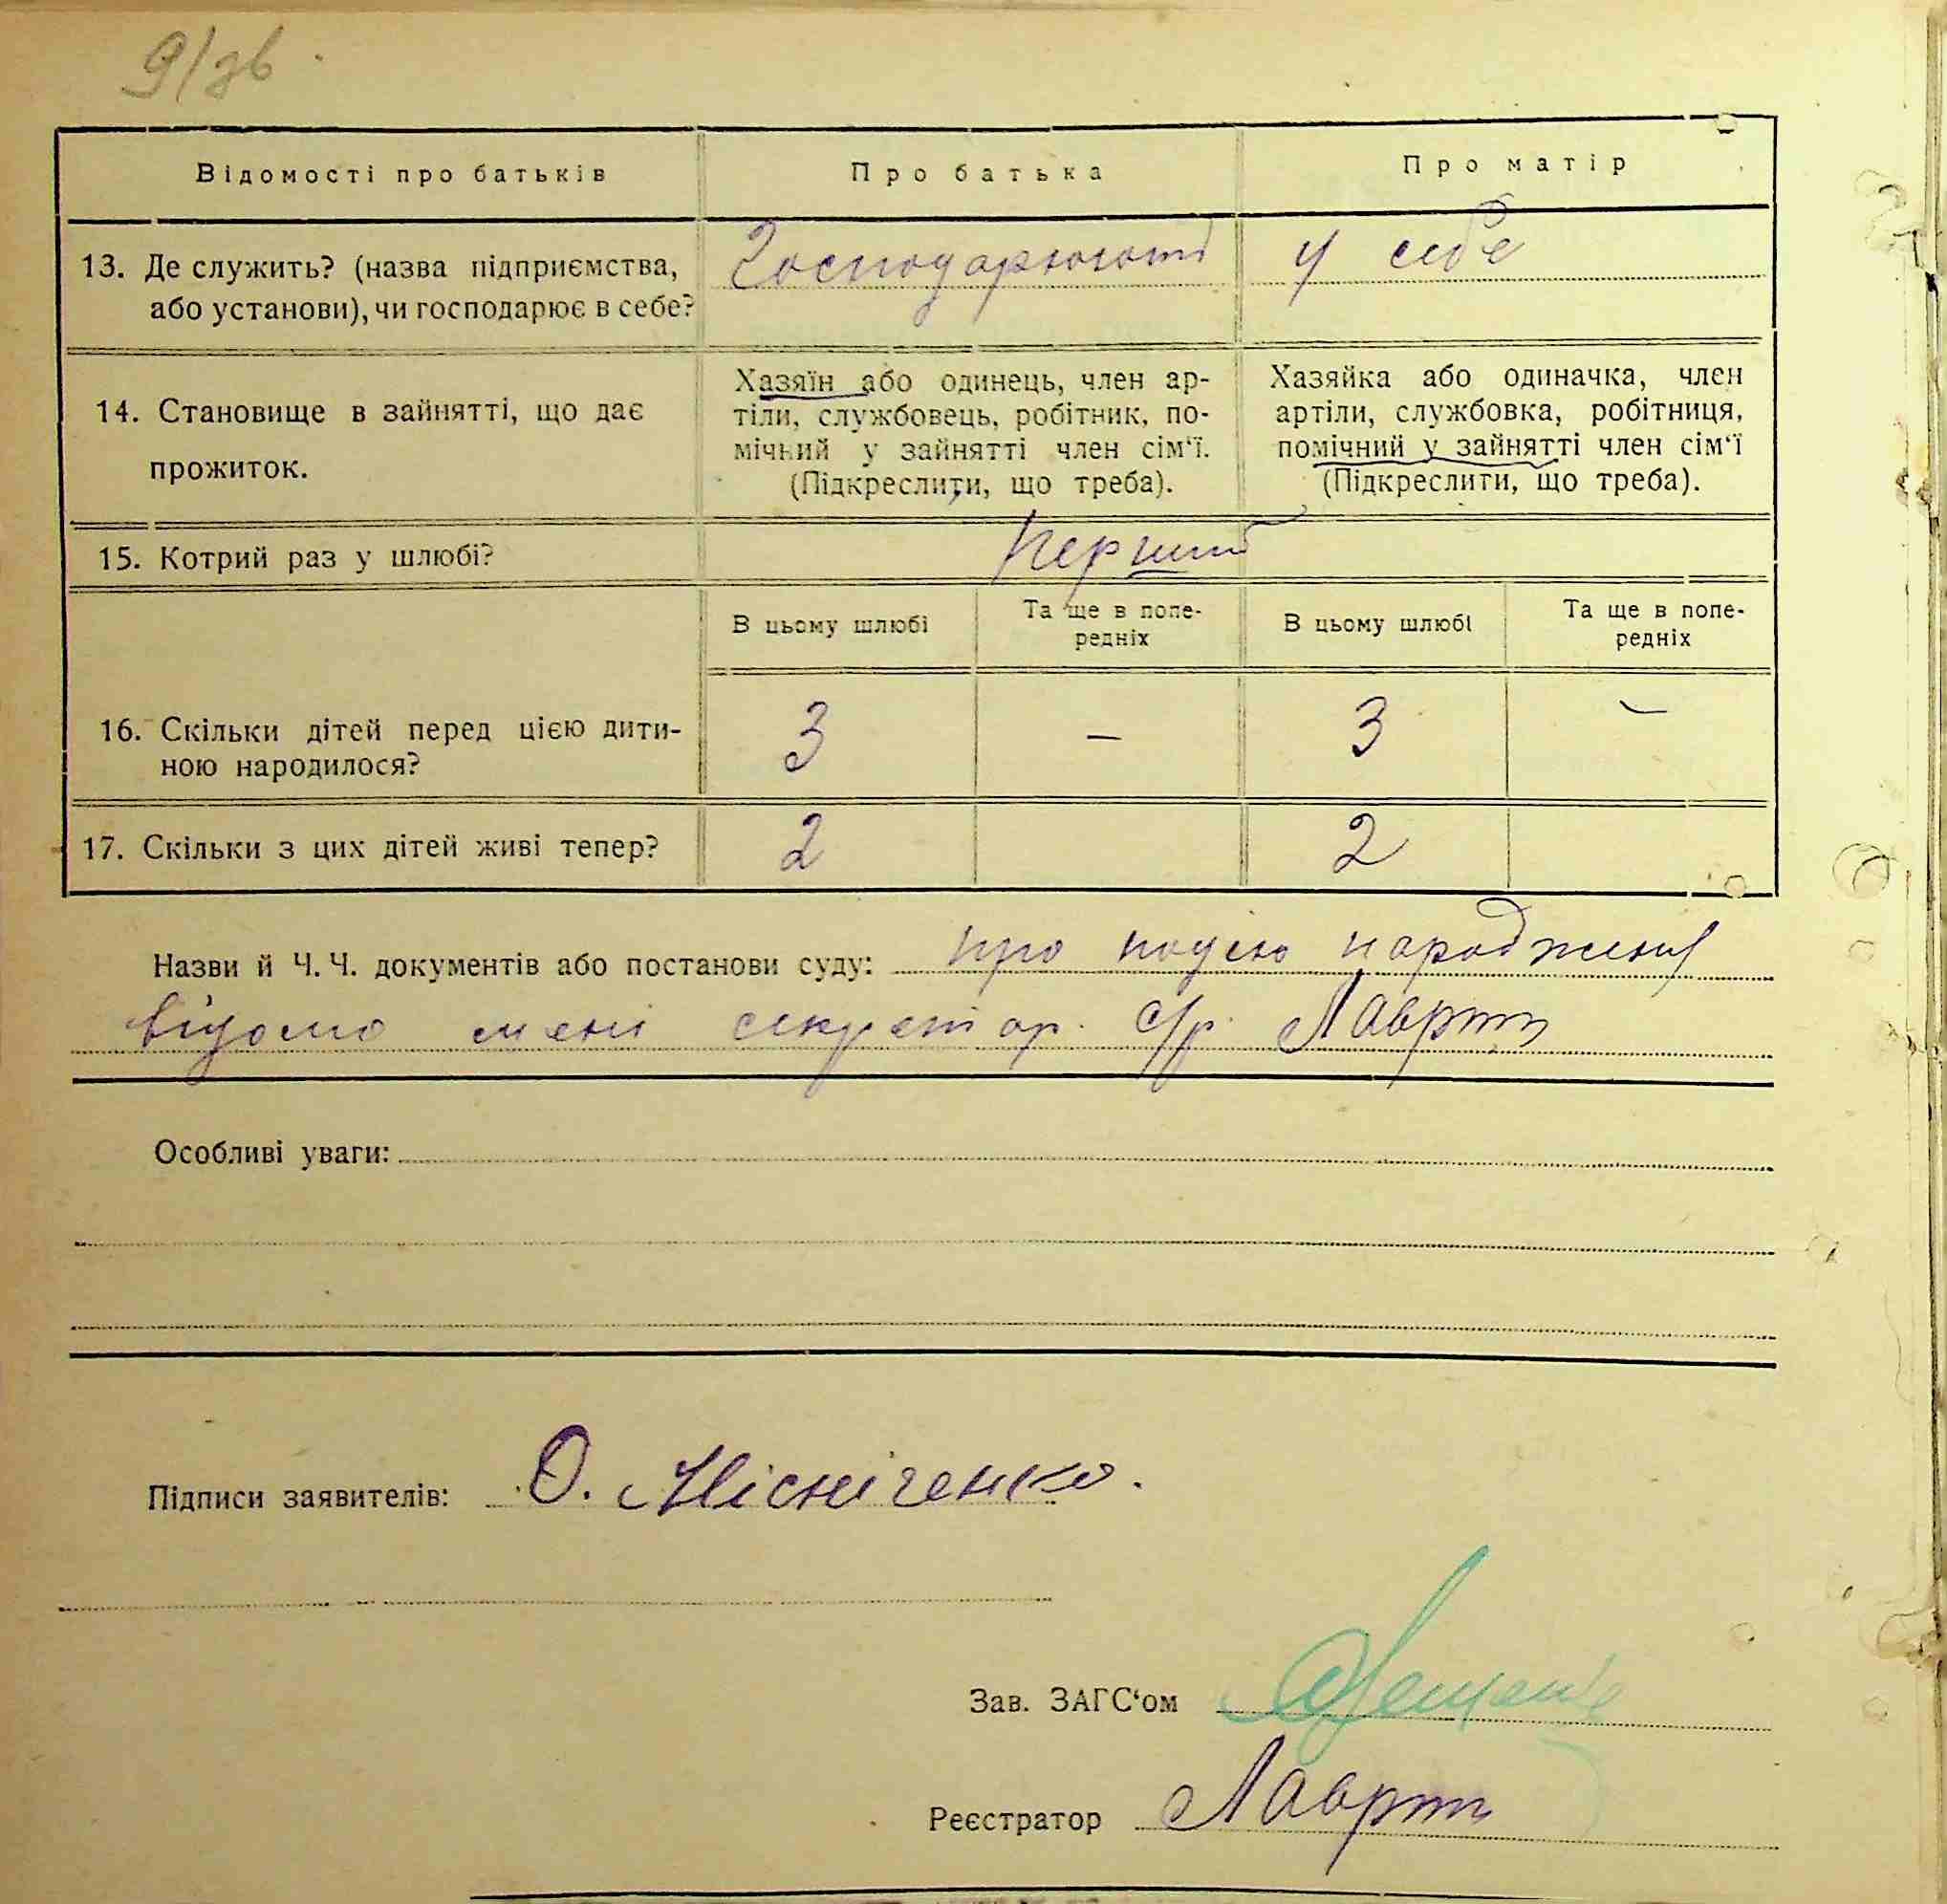 9/зв
Відомості про батьків Про батька Про матір
13. Де служить? (назва підприємства, або установи), чи господарює в себе? Господарюють у себе
14. Становище в зайнятті, що дає прожиток.
Хазяїн або одинець, член ар-
тіли, службовець, робітник, по-
мічний у зайнятті член сім‘ї.
(Підкреслити, що треба).
Хазяйка або одиначка, член
артіли, службовка, робітниця,
помічний у зайнятті член сім‘ї
(Підкреслити, що треба).
15. Котрий раз у шлюбі? Перший
В цьому шлюбі Та ще в попе-
редніх В цьому шлюбі Та ще в попе-
редніх
16. Скільки дітей перед цією дити-
ною народилося? 3 — 3 —
17. Скільки з цих дітей живі тепер? 2 2
Назви й Ч. Ч. документів або постанови суду: про подію народження
відомо мені секретар. с/р.
Особливі уваги:
Підписи заявителів: О. Місніченко.
Зав. ЗАГС‘ом
Реєстратор